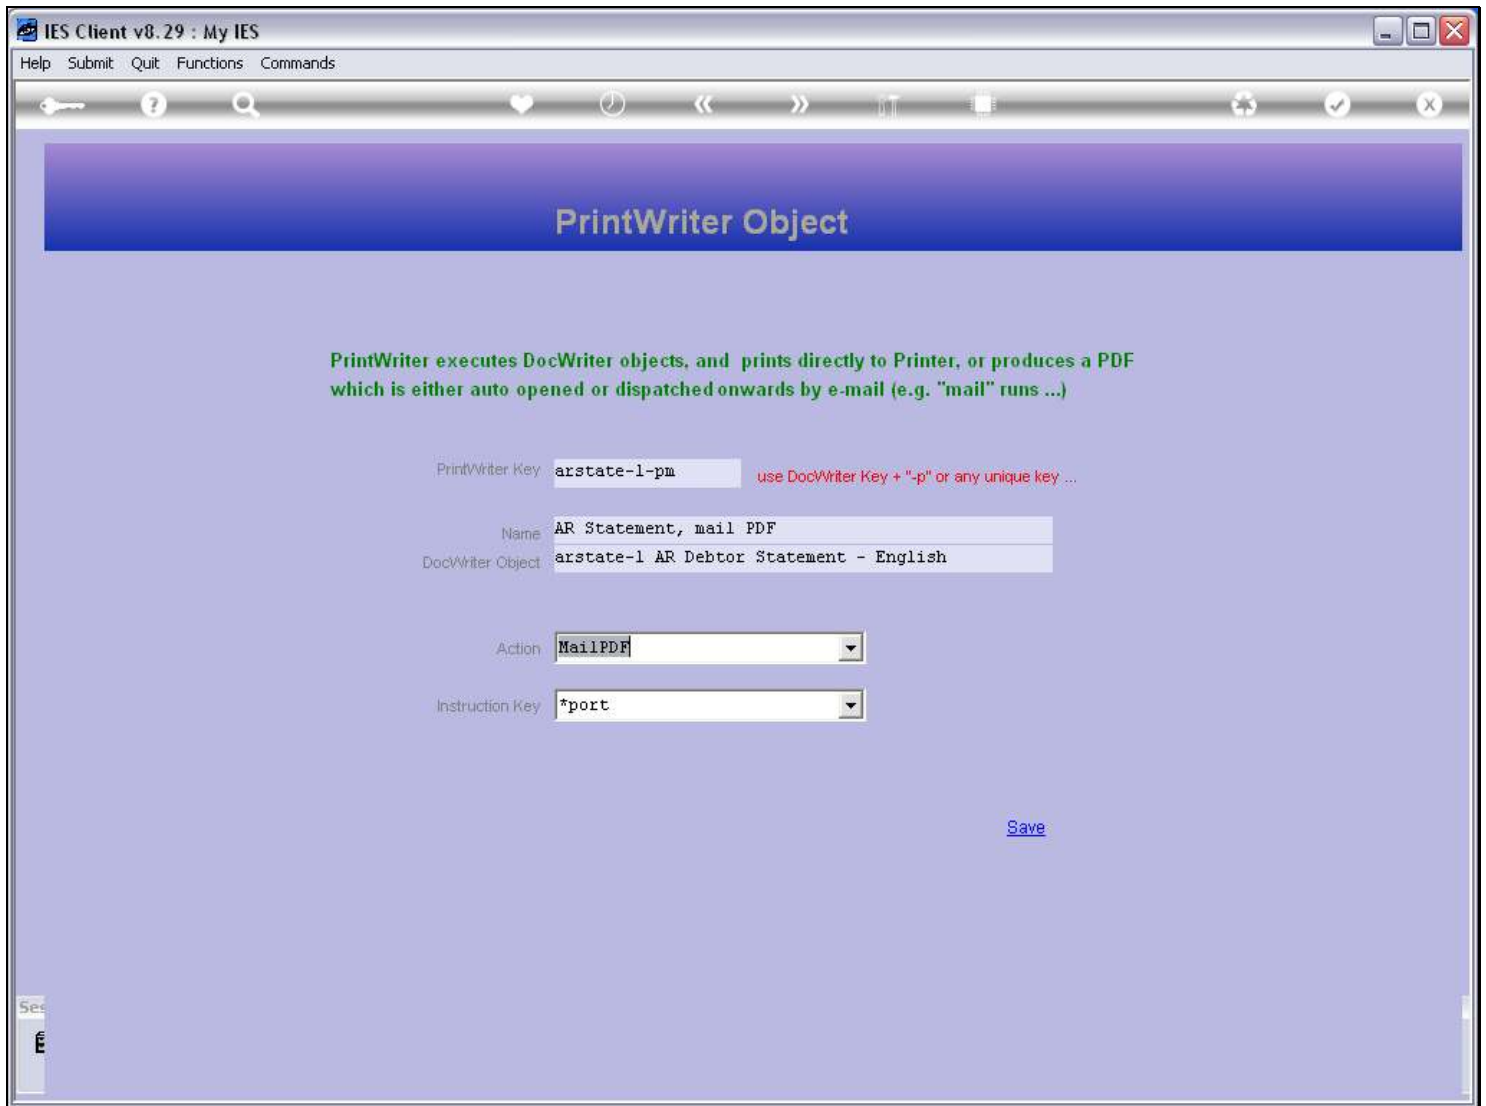 IES Client v8.29 : My IES
Help Submit Quit Functions Commands
PrintWriter Object
PrintWriter executes DocWriter objects, and prints directly to Printer, or produces a PDF
which is either auto opened or dispatched onwards by e-mail (e.g. "mail" runs ...)
PrintWriter Key arstate-1-pm use DocWriter Key + "-p" or any unique key ...
Name AR Statement, mail PDF
DocWriter Object arstate-1 AR Debtor Statement - English
Action MailPDF
Instruction Key *port
Save